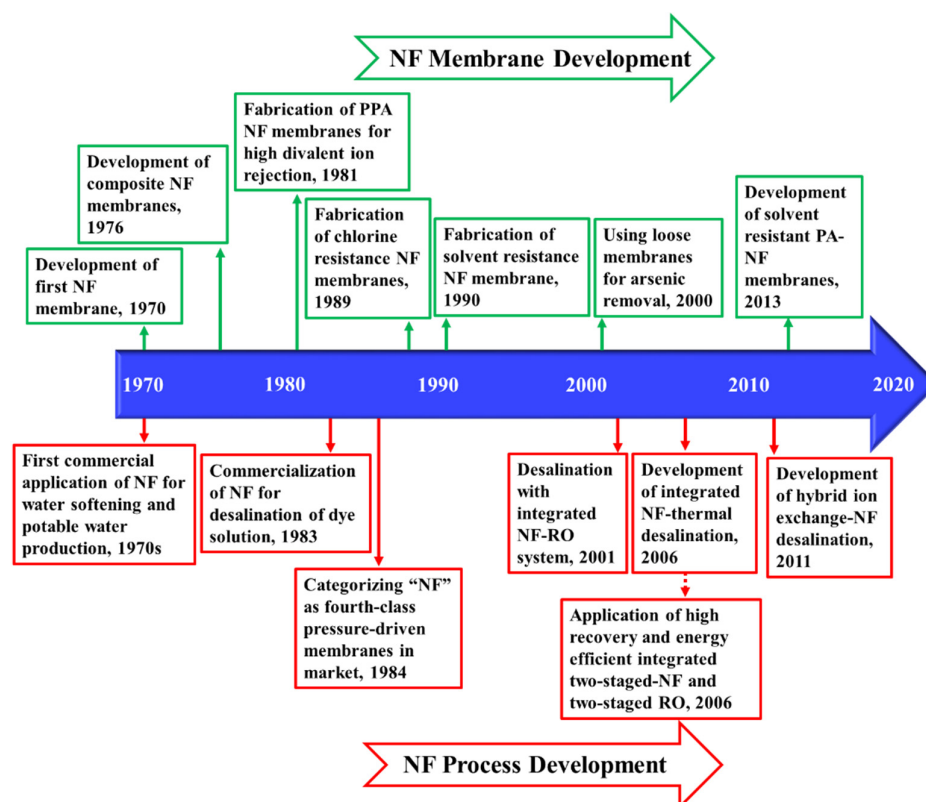 NF Membrane Development
Fabrication of PPA
NF membranes for
high divalent ion
rejection, 1981
Development of
composite NF
membranes,
1976
Development of
first NF
membrane, 1970
Fabrication
of chlorine
resistance NF
membranes,
1989
Fabrication of
solvent resistance
NF membrane,
1990
Using loose
membranes
for arsenic
removal, 2000
Development
of solvent
resistant PA-
NF
membranes,
2013
1970 1980 1990 2000 2010 2020
First commercial
application of NF for
water softening and
potable water
production, 1970s
Commercialization
of NF for
desalination of dye
solution, 1983
Categorizing “NF”
as fourth-class
pressure-driven
membranes in
market, 1984
Desalination
with
integrated
NF-RO
system, 2001
Development
of integrated
NF-thermal
desalination,
2006
Application of high
recovery and energy
efficient integrated
two-staged-NF and
two-staged RO, 2006
Development
of hybrid ion
exchange-NF
desalination,
2011
NF Process Development